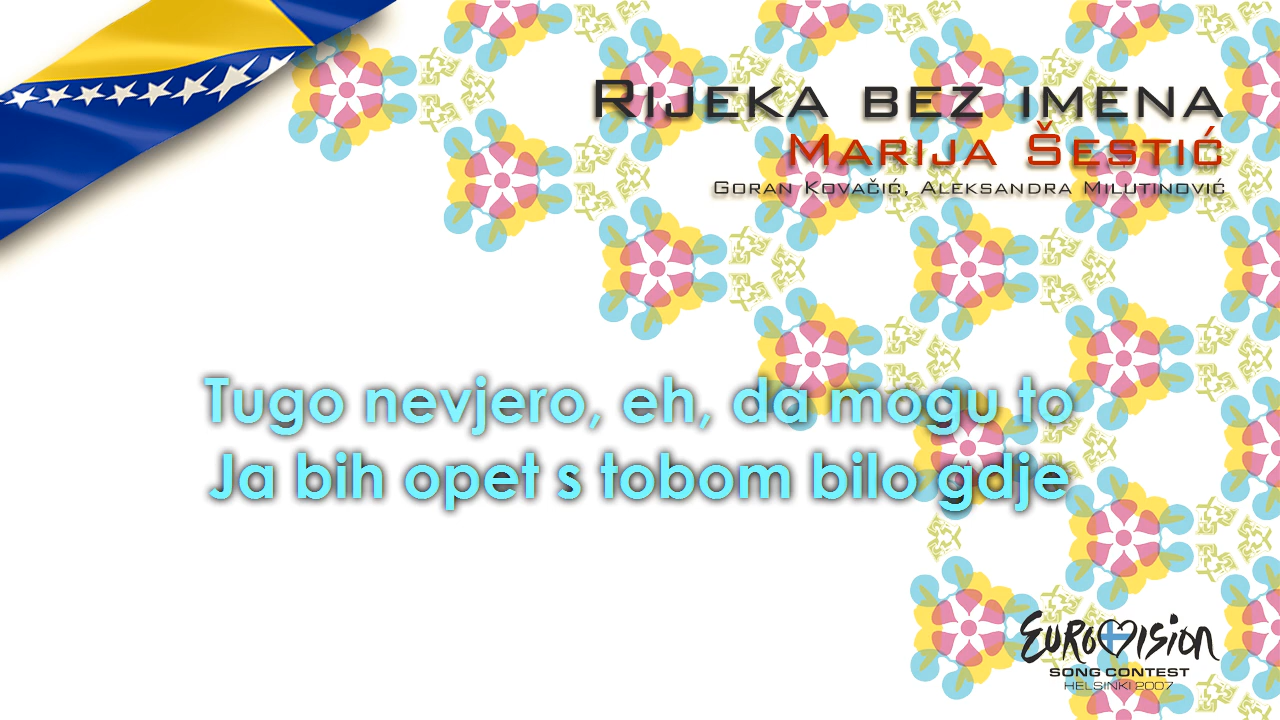 Rijeka bez imena
Marija Šestić
Goran Kovačić, Aleksandra Milutinović
Tugo nevjero, eh, da mogu to
Ja bih opet s tobom bilo gdje
Eurovision
SONG CONTEST
HELSINKI 2007